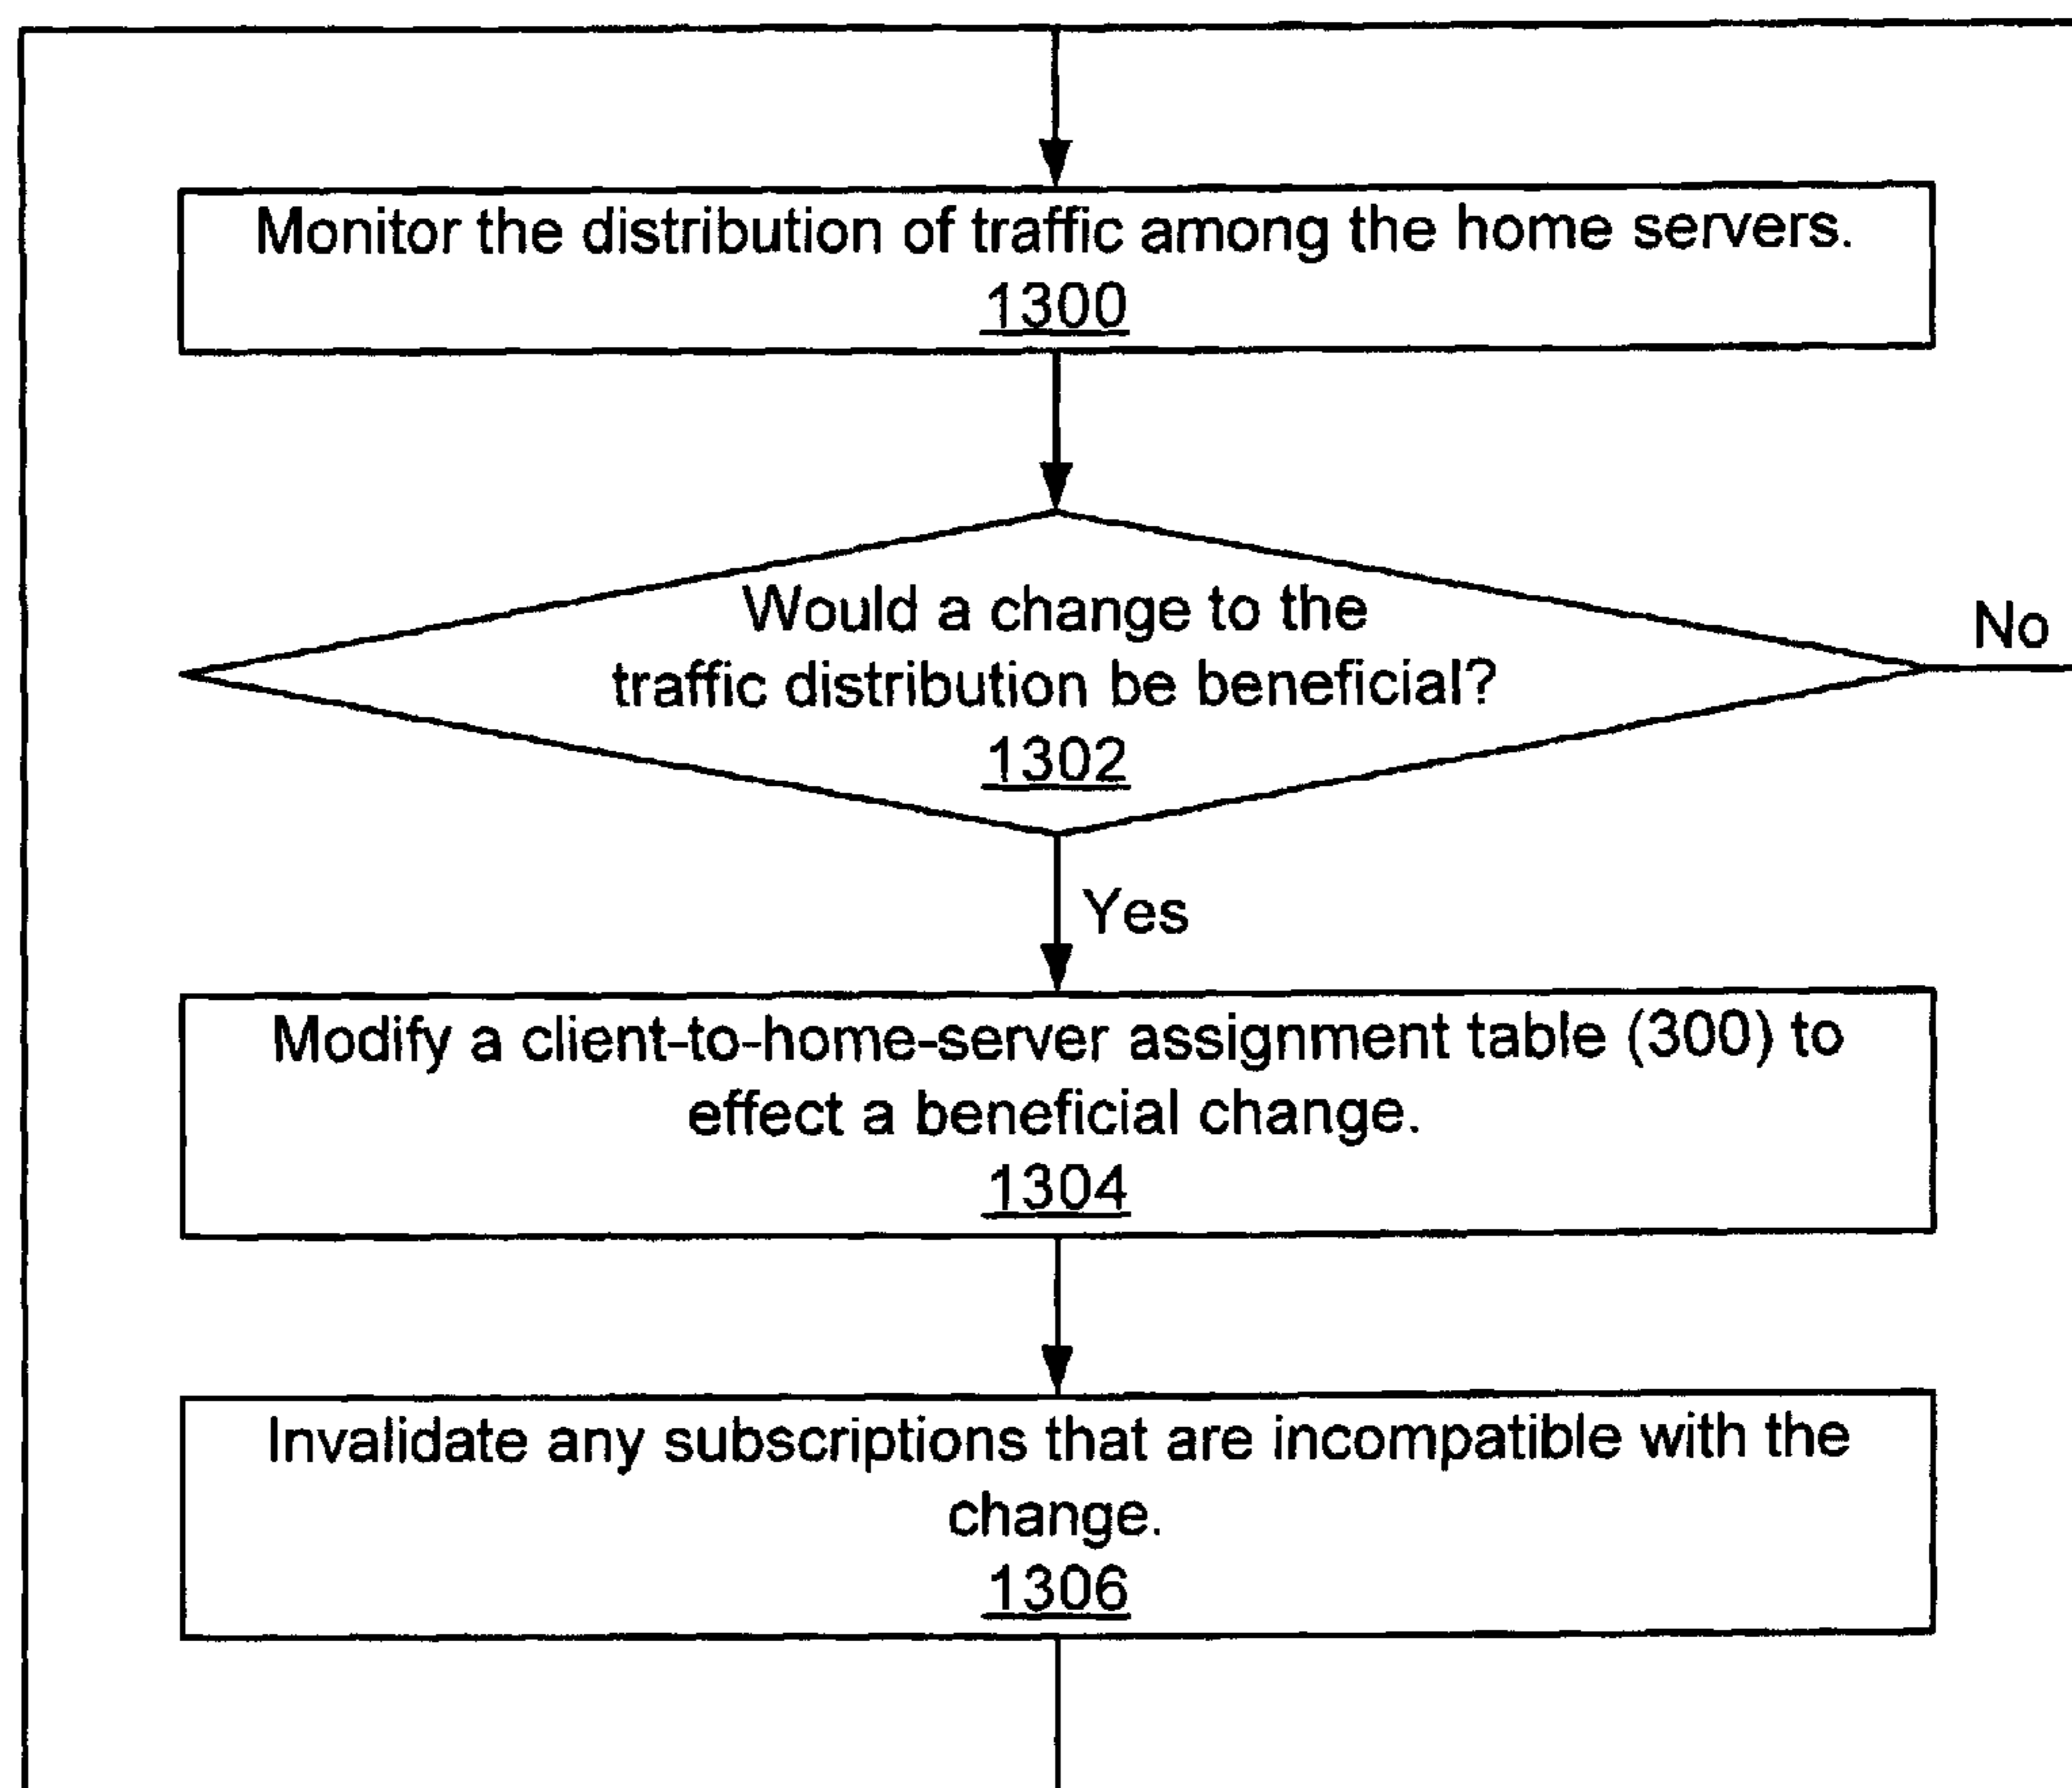 Monitor the distribution of traffic among the home servers.
1300
Would a change to the
traffic distribution be beneficial?
1302
No
Yes
Modify a client-to-home-server assignment table (300) to
effect a beneficial change.
1304
Invalidate any subscriptions that are incompatible with the
change.
1306